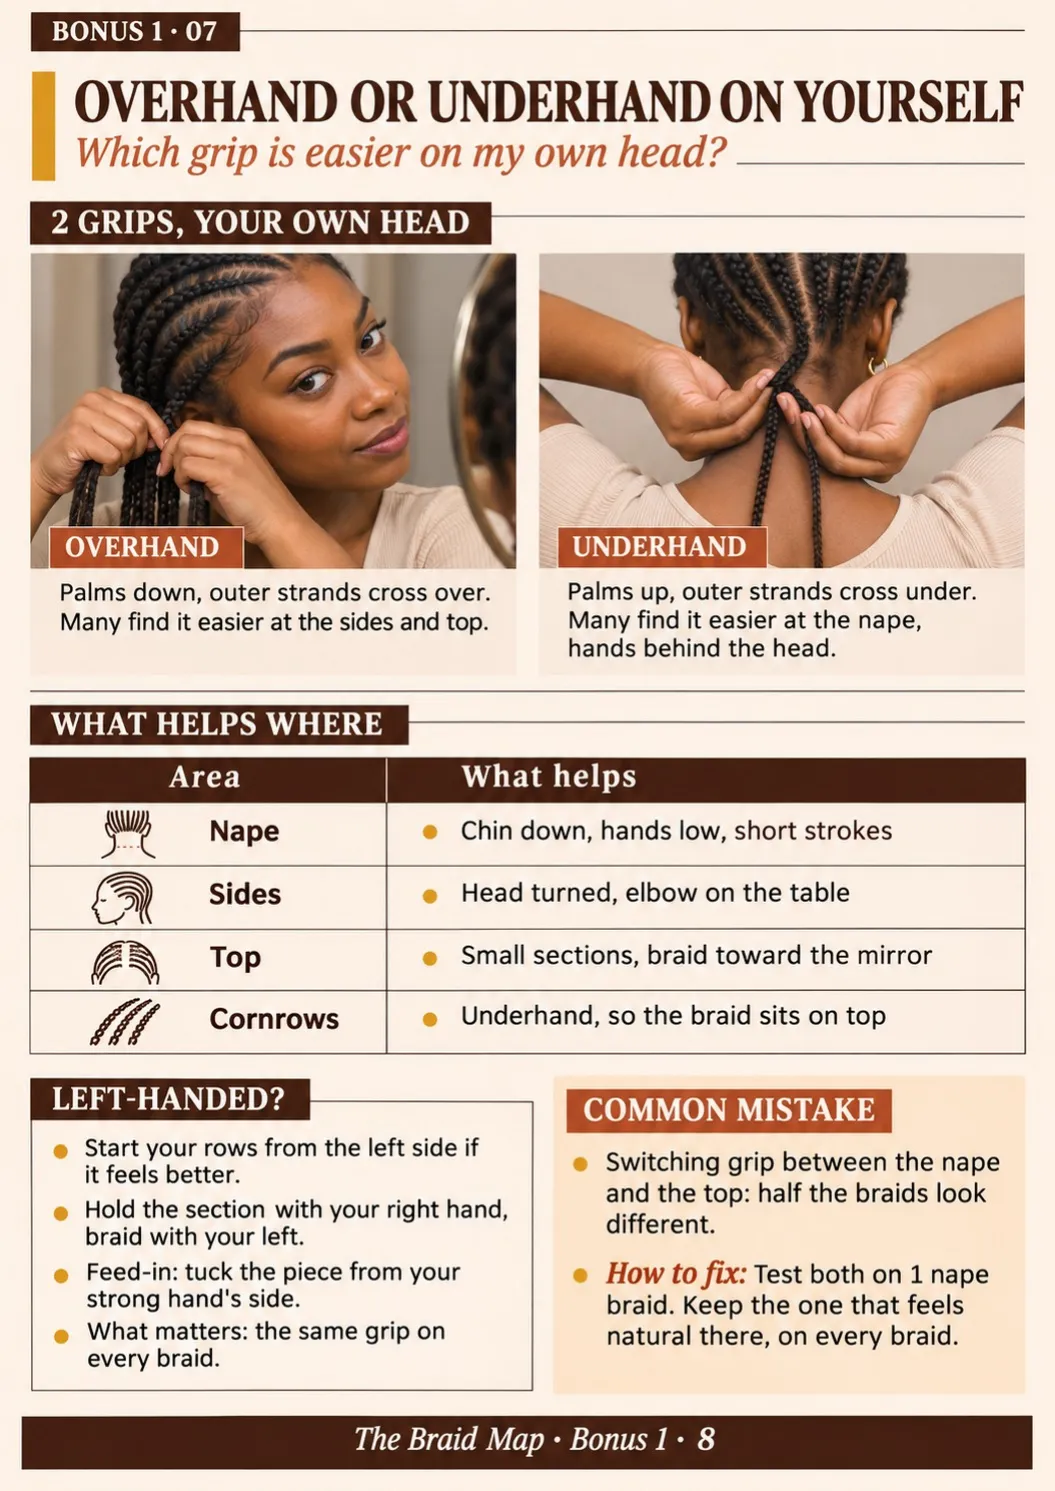 BONUS 1 · 07
OVERHAND OR UNDERHAND ON YOURSELF
Which grip is easier on my own head?
2 GRIPS, YOUR OWN HEAD
OVERHAND
Palms down, outer strands cross over.
Many find it easier at the sides and top.
UNDERHAND
Palms up, outer strands cross under.
Many find it easier at the nape,
hands behind the head.
WHAT HELPS WHERE
Area What helps
Nape Chin down, hands low, short strokes
Sides Head turned, elbow on the table
Top Small sections, braid toward the mirror
Cornrows Underhand, so the braid sits on top
LEFT-HANDED?
Start your rows from the left side if
it feels better.
Hold the section with your right hand,
braid with your left.
Feed-in: tuck the piece from your
strong hand's side.
What matters: the same grip on
every braid.
COMMON MISTAKE
Switching grip between the nape
and the top: half the braids look
different.
How to fix: Test both on 1 nape
braid. Keep the one that feels
natural there, on every braid.
The Braid Map · Bonus 1 · 8